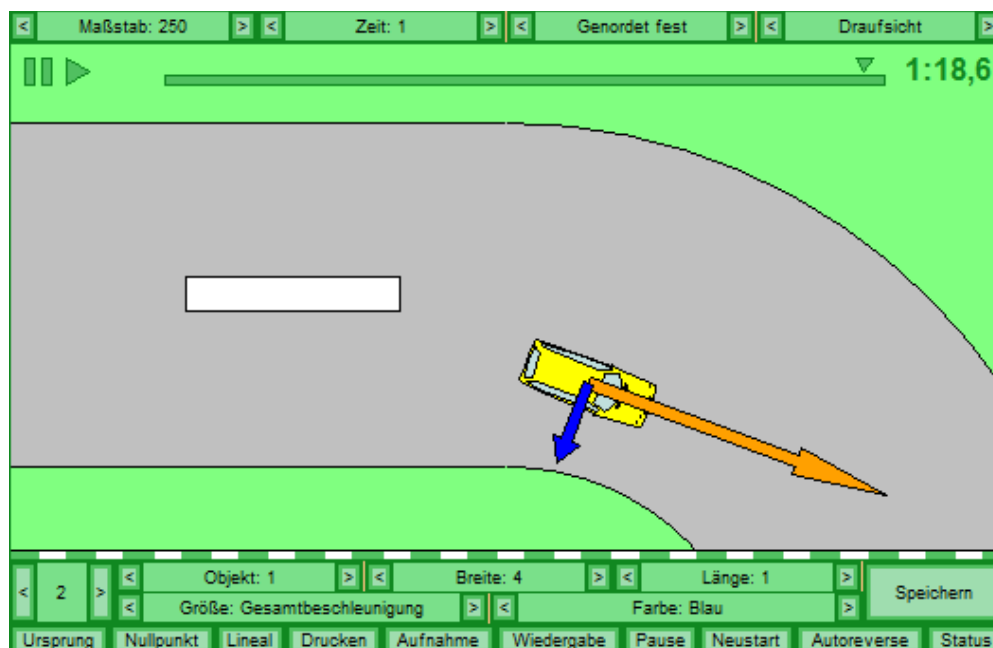 < Maßstab: 250 > < Zeit: 1 > < Genordet fest > < Draufsicht >
1:18,6
< 2 > < Objekt: 1 > < Breite: 4 > < Länge: 1 > Speichern
< Größe: Gesamtbeschleunigung > < Farbe: Blau >
Ursprung Nullpunkt Lineal Drucken Aufnahme Wiedergabe Pause Neustart Autoreverse Status